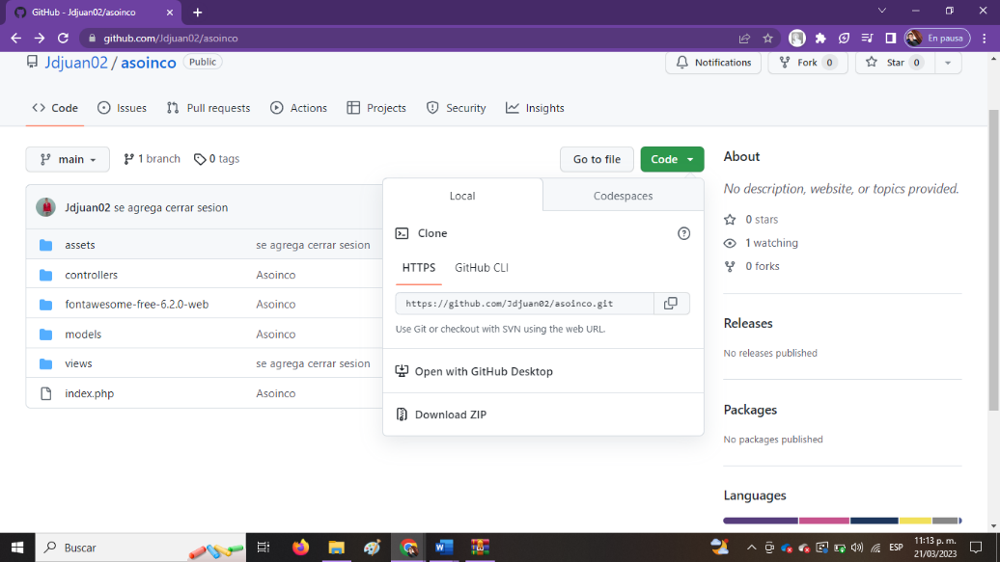 GitHub - Jdjuan02/asoinco
github.com/Jdjuan02/asoinco
En pausa
Jdjuan02 / asoinco Public
Notifications Fork 0 Star 0
Code Issues Pull requests Actions Projects Security Insights
main 1 branch 0 tags Go to file Code
Jdjuan02 se agrega cerrar sesion
assets se agrega cerrar sesion
controllers Asoinco
fontawesome-free-6.2.0-web Asoinco
models Asoinco
views se agrega cerrar sesion
index.php Asoinco
Local Codespaces
Clone
HTTPS GitHub CLI
https://github.com/Jdjuan02/asoinco.git
Use Git or checkout with SVN using the web URL.
Open with GitHub Desktop
Download ZIP
About
No description, website, or topics provided.
0 stars
1 watching
0 forks
Releases
No releases published
Packages
No packages published
Languages
Buscar
ESP
11:13 p. m.
21/03/2023